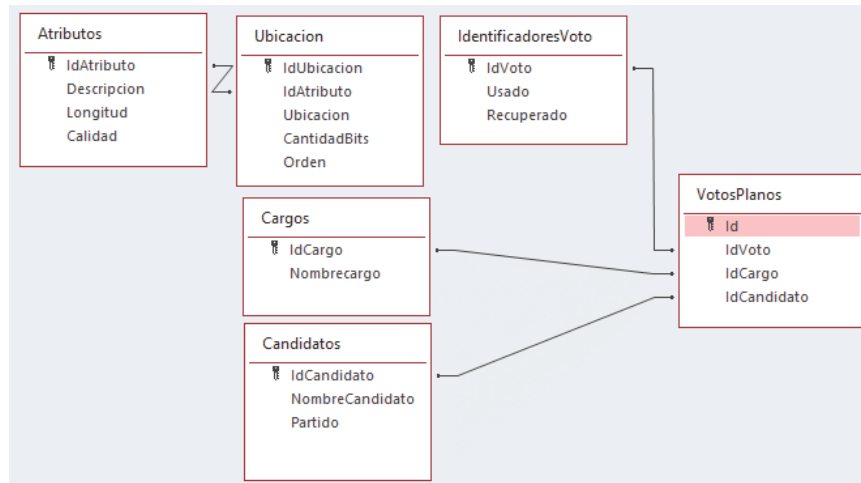 Atributos
IdAtributo
Descripcion
Longitud
Calidad
Ubicacion
IdUbicacion
IdAtributo
Ubicacion
CantidadBits
Orden
IdentificadoresVoto
IdVoto
Usado
Recuperado
VotosPlanos
Id
IdVoto
IdCargo
IdCandidato
Cargos
IdCargo
Nombrecargo
Candidatos
IdCandidato
NombreCandidato
Partido